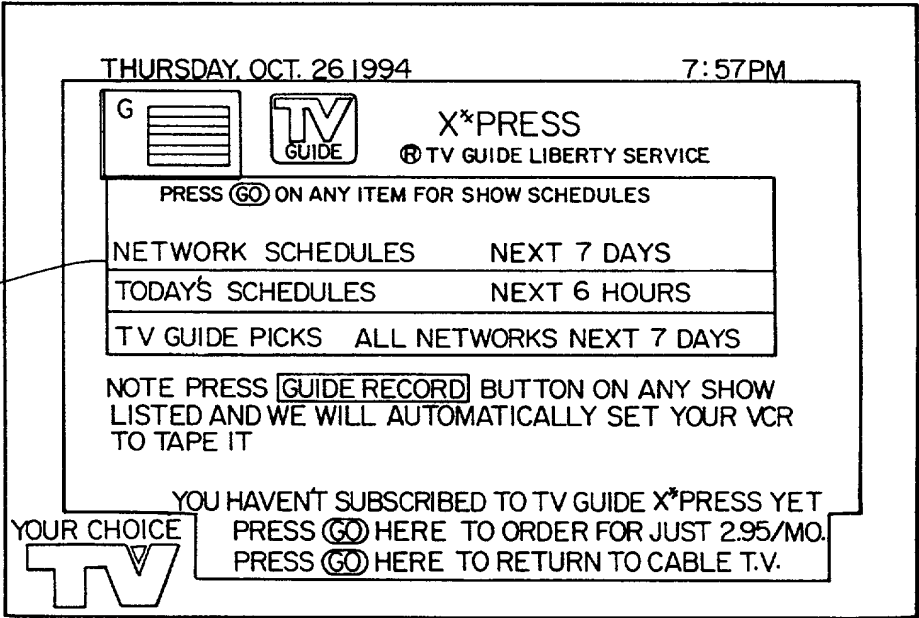 THURSDAY, OCT. 26 1994 7:57PM
G
TV GUIDE
X*PRESS
® TV GUIDE LIBERTY SERVICE
PRESS GO ON ANY ITEM FOR SHOW SCHEDULES
NETWORK SCHEDULES NEXT 7 DAYS
TODAY'S SCHEDULES NEXT 6 HOURS
TV GUIDE PICKS ALL NETWORKS NEXT 7 DAYS
NOTE PRESS GUIDE RECORD BUTTON ON ANY SHOW
LISTED AND WE WILL AUTOMATICALLY SET YOUR VCR
TO TAPE IT
YOU HAVEN'T SUBSCRIBED TO TV GUIDE X*PRESS YET
PRESS GO HERE TO ORDER FOR JUST 2.95/MO.
PRESS GO HERE TO RETURN TO CABLE T.V.
YOUR CHOICE
TV